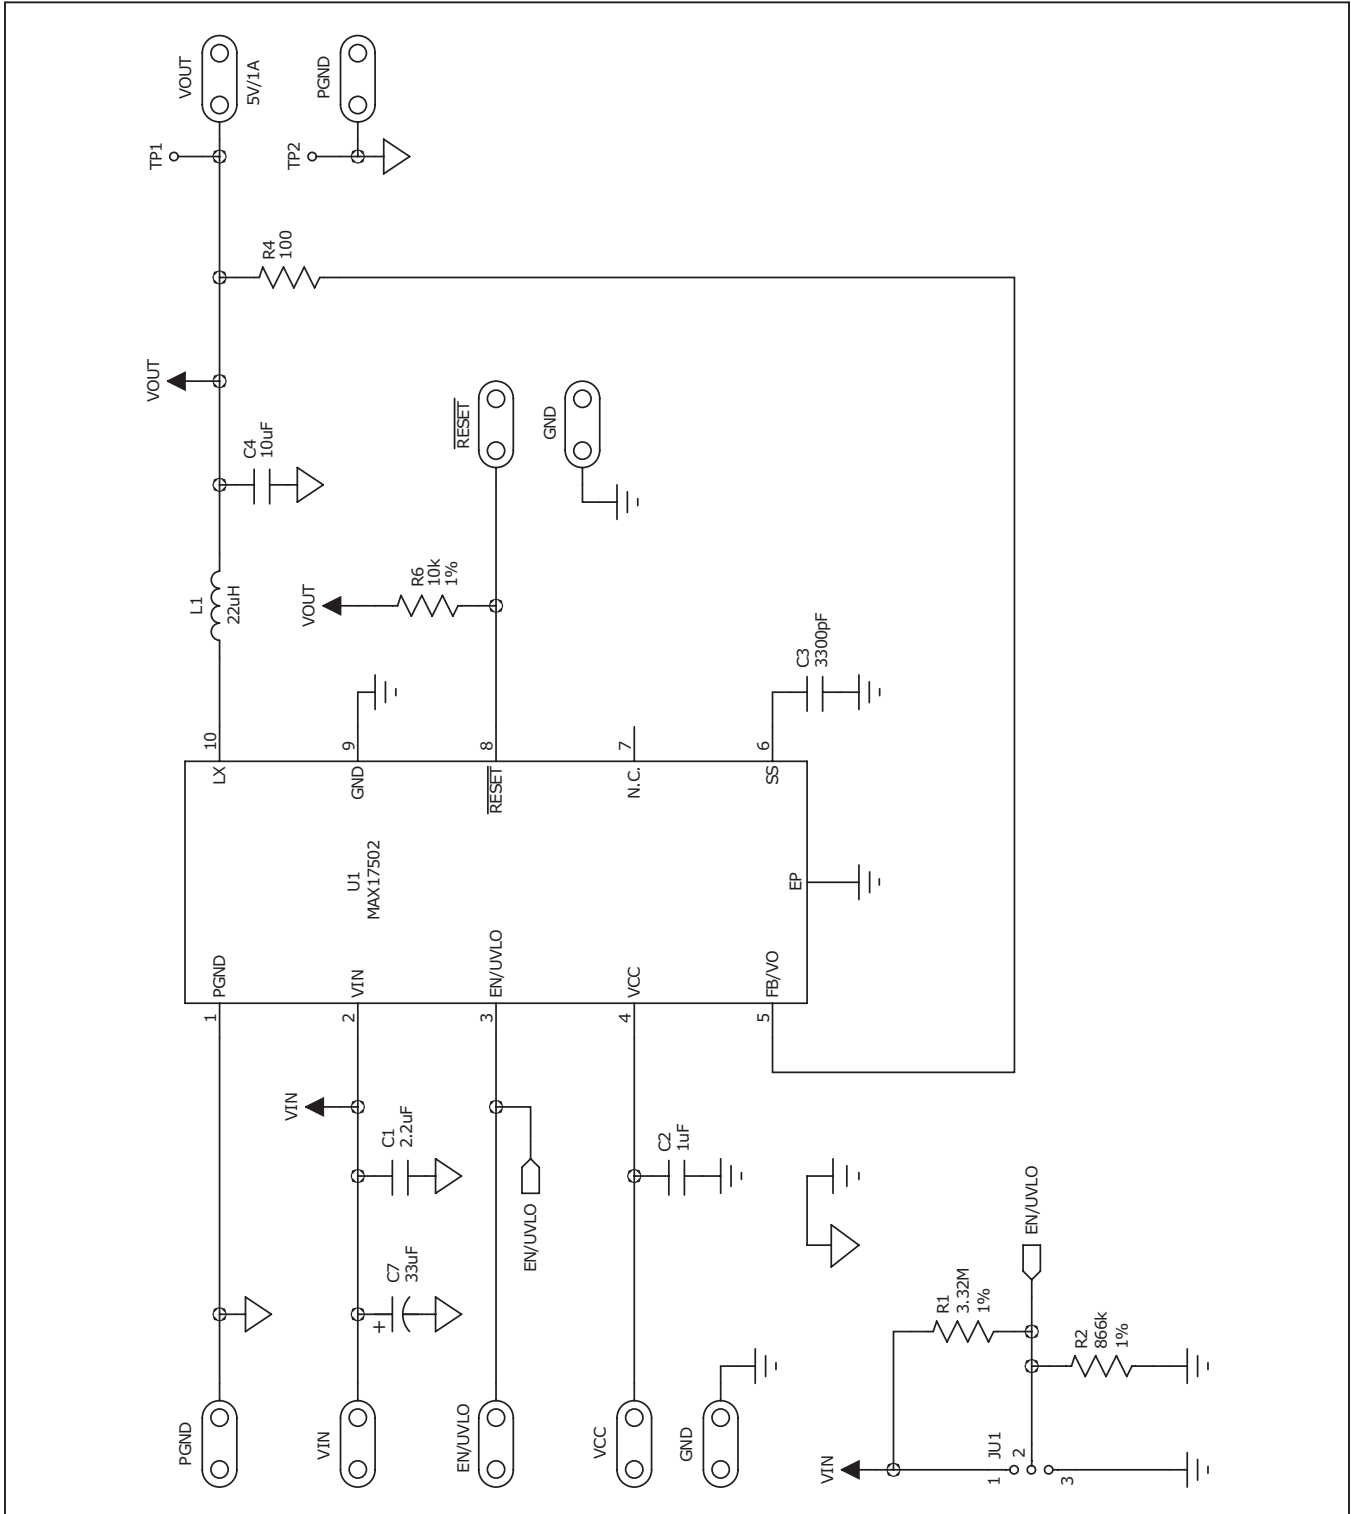 VOUT
5V/1A
PGND
TP1
TP2
R4
100
VOUT
C4
10uF
RESET
GND
L1
22uH
VOUT
R6
10k
1%
C3
3300pF
10
9
8
7
6
LX
GND
RESET
N.C.
SS
U1
MAX17502
EP
PGND
VIN
EN/UVLO
VCC
FB/VO
1
2
3
4
5
VIN
C1
2.2uF
C2
1uF
EN/UVLO
C7
33uF
+
EN/UVLO
R1
3.32M
1%
R2
866k
1%
PGND
VIN
EN/UVLO
VCC
GND
VIN
JU1
1
2
3